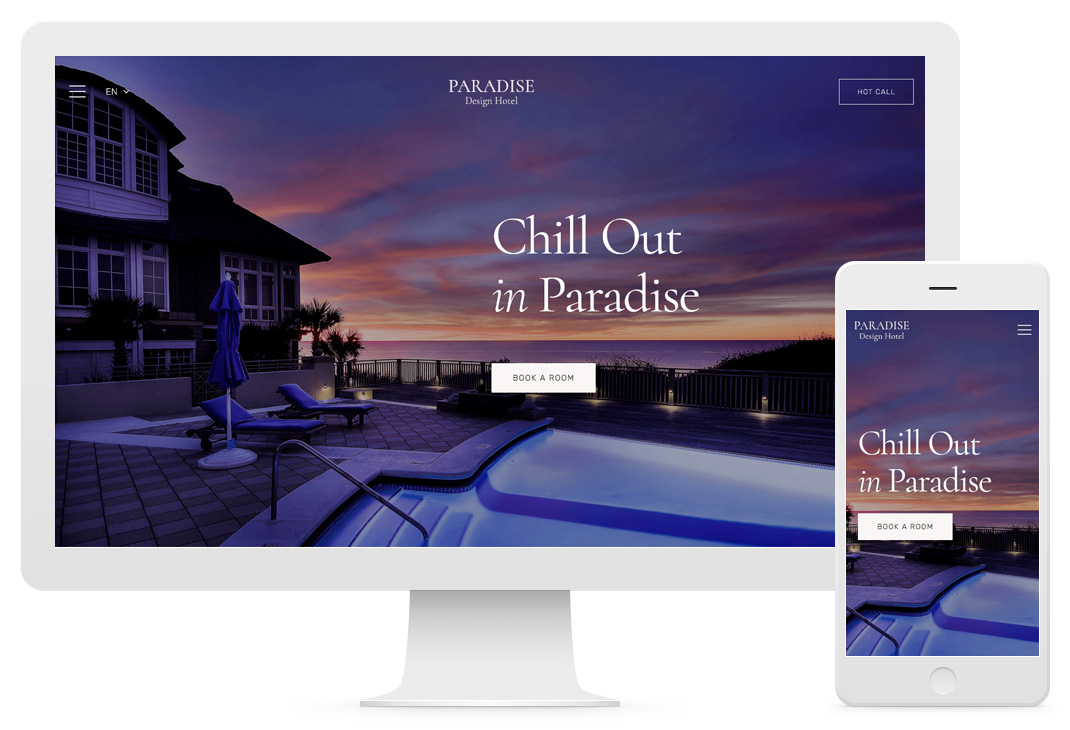 EN
PARADISE
Design Hotel
HOT CALL
Chill Out
in Paradise
BOOK A ROOM
PARADISE
Design Hotel
Chill Out
in Paradise
BOOK A ROOM